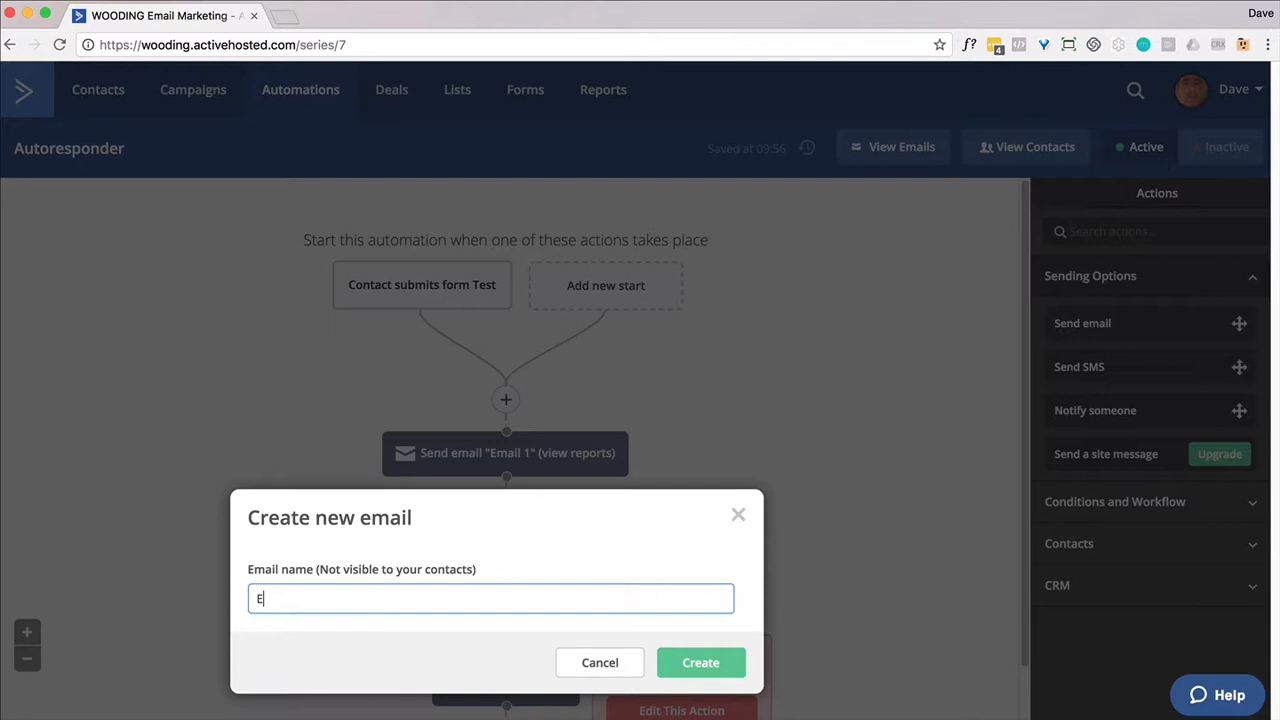 WOODING Email Marketing - A
Dave
https://wooding.activehosted.com/series/7
f?
4
CRX
Contacts
Campaigns
Automations
Deals
Lists
Forms
Reports
Dave
Autoresponder
Saved at 09:56
View Emails
View Contacts
Active
Inactive
Actions
Search actions...
Start this automation when one of these actions takes place
Contact submits form Test
Add new start
Sending Options
Send email
Send SMS
Notify someone
Send a site message
Upgrade
Send email "Email 1" (view reports)
Conditions and Workflow
Contacts
CRM
Create new email
Email name (Not visible to your contacts)
E
Cancel
Create
Edit This Action
Help